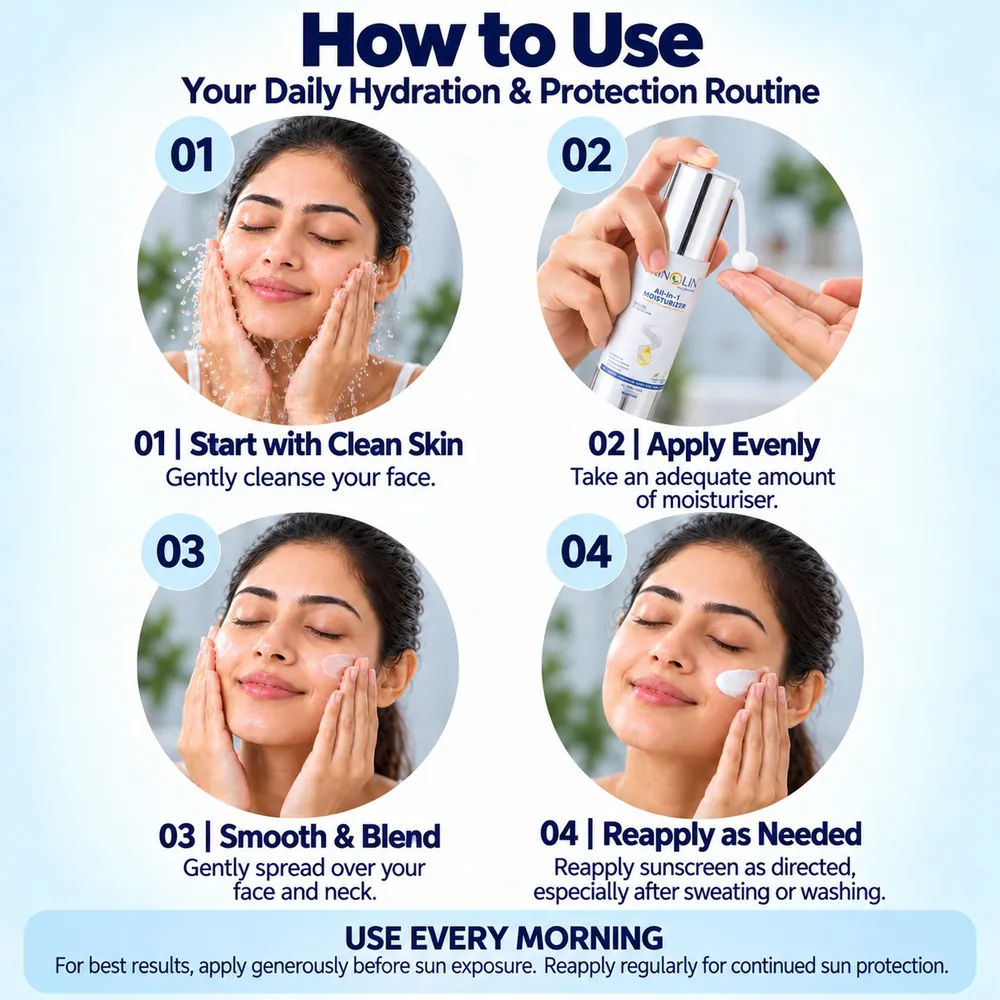 How to Use
Your Daily Hydration & Protection Routine
01
02
All-in-1
MOISTURIZER
01 | Start with Clean Skin
Gently cleanse your face.
02 | Apply Evenly
Take an adequate amount
of moisturiser.
03
04
03 | Smooth & Blend
Gently spread over your
face and neck.
04 | Reapply as Needed
Reapply sunscreen as directed,
especially after sweating or washing.
USE EVERY MORNING
For best results, apply generously before sun exposure. Reapply regularly for continued sun protection.